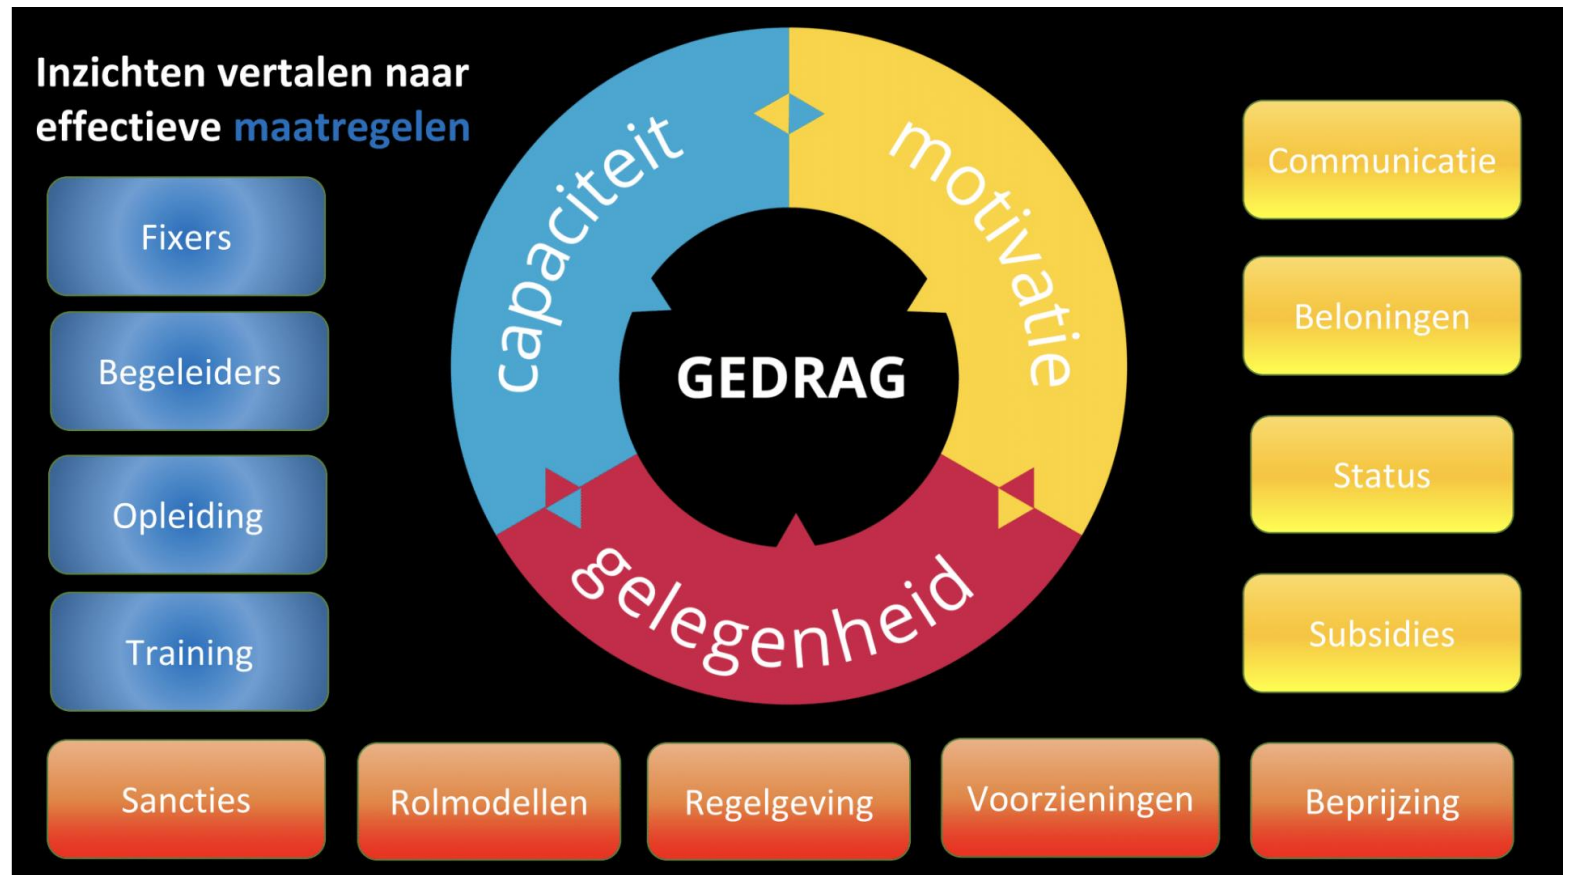 Inzichten vertalen naar
effectieve maatregelen
capaciteit
motivatie
gelegenheid
GEDRAG
Fixers
Begeleiders
Opleiding
Training
Communicatie
Beloningen
Status
Subsidies
Sancties
Rolmodellen
Regelgeving
Voorzieningen
Beprijzing